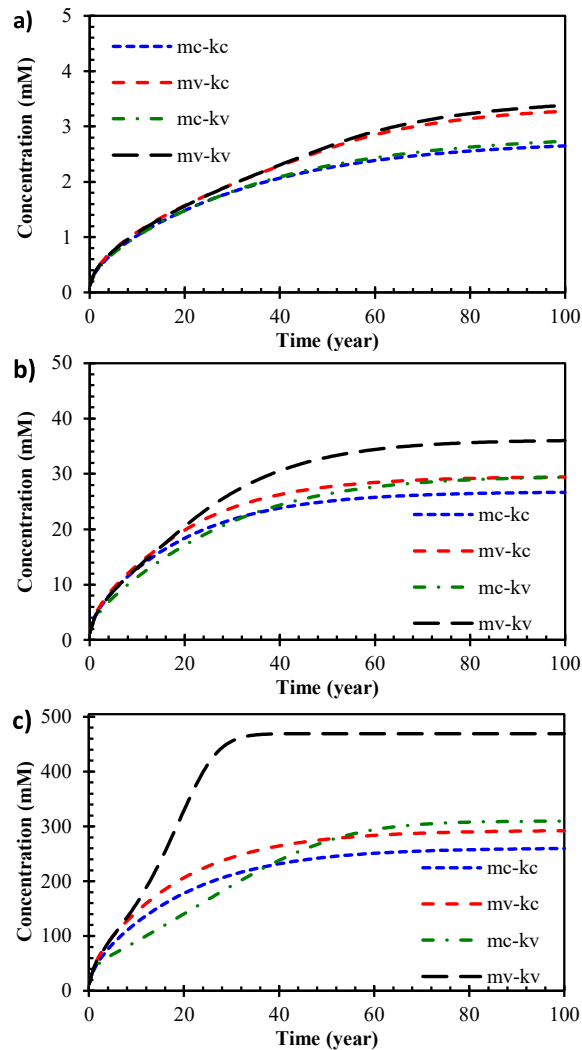 a)
5
4
3
2
1
0
Concentration (mM)
mc-kc
mv-kc
mc-kv
mv-kv
0 20 40 60 80 100
Time (year)
b)
50
40
30
20
10
0
Concentration (mM)
mc-kc
mv-kc
mc-kv
mv-kv
0 20 40 60 80 100
Time (year)
c)
500
400
300
200
100
0
Concentration (mM)
mc-kc
mv-kc
mc-kv
mv-kv
0 20 40 60 80 100
Time (year)